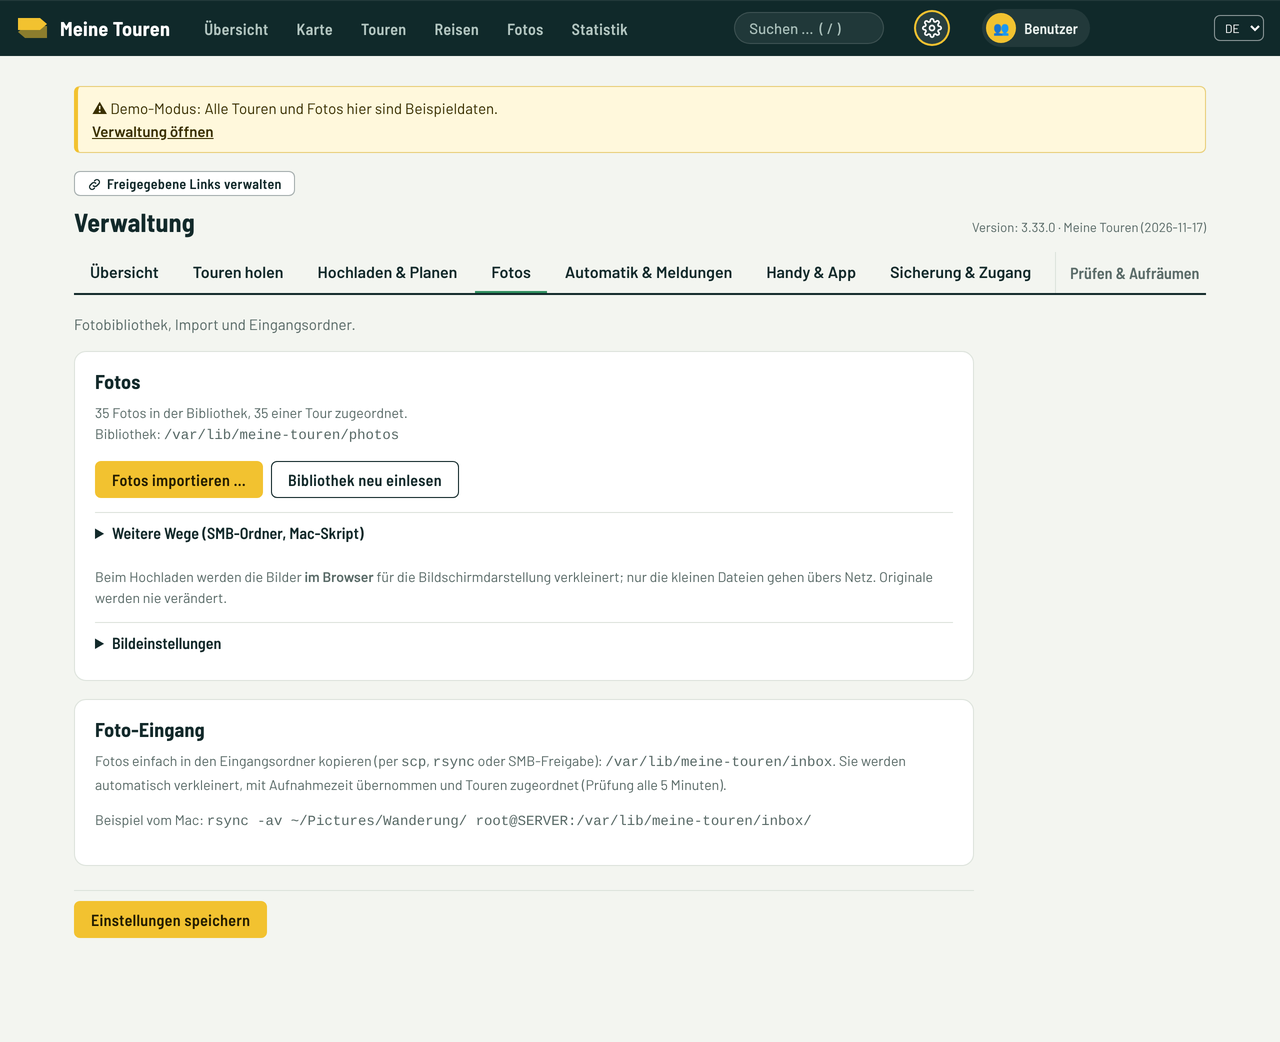 Meine Touren Übersicht Karte Touren Reisen Fotos Statistik Suchen … ( / ) Benutzer DE
⚠ Demo-Modus: Alle Touren und Fotos hier sind Beispieldaten.
Verwaltung öffnen
Freigegebene Links verwalten
Verwaltung
Version: 3.33.0 · Meine Touren (2026-11-17)
Übersicht Touren holen Hochladen & Planen Fotos Automatik & Meldungen Handy & App Sicherung & Zugang Prüfen & Aufräumen
Fotobibliothek, Import und Eingangsordner.
Fotos
35 Fotos in der Bibliothek, 35 einer Tour zugeordnet.
Bibliothek: /var/lib/meine-touren/photos
Fotos importieren … Bibliothek neu einlesen
Weitere Wege (SMB-Ordner, Mac-Skript)
Beim Hochladen werden die Bilder im Browser für die Bildschirmdarstellung verkleinert; nur die kleinen Dateien gehen übers Netz. Originale
werden nie verändert.
Bildeinstellungen
Foto-Eingang
Fotos einfach in den Eingangsordner kopieren (per scp, rsync oder SMB-Freigabe): /var/lib/meine-touren/inbox. Sie werden
automatisch verkleinert, mit Aufnahmezeit übernommen und Touren zugeordnet (Prüfung alle 5 Minuten).
Beispiel vom Mac: rsync -av ~/Pictures/Wanderung/ root@SERVER:/var/lib/meine-touren/inbox/
Einstellungen speichern